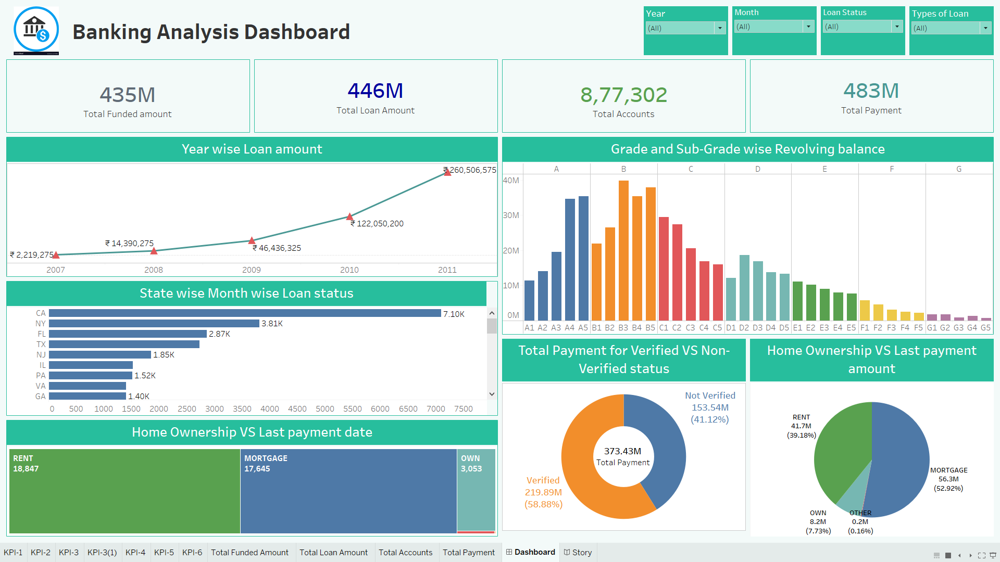 Banking Analysis Dashboard
Year
(All)
Month
(All)
Loan Status
(All)
Types of Loan
(All)
435M
Total Funded amount
446M
Total Loan Amount
8,77,302
Total Accounts
483M
Total Payment
Year wise Loan amount
₹ 260,506,575
₹ 122,050,200
₹ 14,390,275
₹ 46,436,325
₹ 2,219,275
2007 2008 2009 2010 2011
Grade and Sub-Grade wise Revolving balance
A B C D E F G
40M
30M
20M
10M
0M
A1 A2 A3 A4 A5 B1 B2 B3 B4 B5 C1 C2 C3 C4 C5 D1 D2 D3 D4 D5 E1 E2 E3 E4 E5 F1 F2 F3 F4 F5 G1 G2 G3 G4 G5
State wise Month wise Loan status
CA 7.10K
NY 3.81K
FL 2.87K
TX
NJ 1.85K
IL
PA 1.52K
VA
GA 1.40K
0 500 1000 1500 2000 2500 3000 3500 4000 4500 5000 5500 6000 6500 7000 7500
Home Ownership VS Last payment date
RENT
18,847
MORTGAGE
17,645
OWN
3,053
Total Payment for Verified VS Non-
Verified status
Not Verified
153.54M
(41.12%)
373.43M
Total Payment
Verified
219.89M
(58.88%)
Home Ownership VS Last payment
amount
RENT
41.7M
(39.18%)
MORTGAGE
56.3M
(52.92%)
OWN
8.2M
(7.73%)
OTHER
0.2M
(0.16%)
KPI-1 KPI-2 KPI-3 KPI-3(1) KPI-4 KPI-5 KPI-6 Total Funded Amount Total Loan Amount Total Accounts Total Payment Dashboard Story